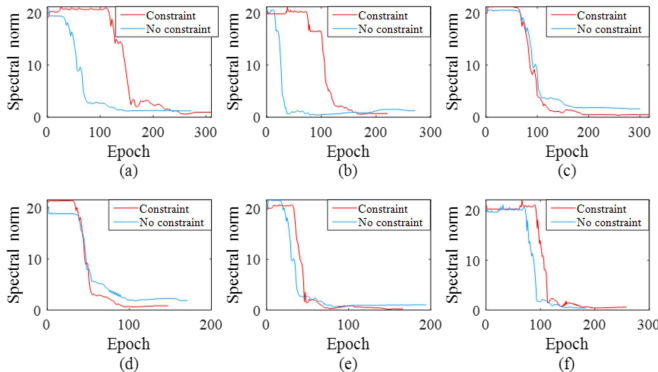 20
10
0
0
100
200
300
Spectral norm
Epoch
Constraint
No constraint
(a)
20
10
0
0
100
200
300
Spectral norm
Epoch
Constraint
No constraint
(b)
20
10
0
0
100
200
300
Spectral norm
Epoch
Constraint
No constraint
(c)
20
10
0
0
100
200
Spectral norm
Epoch
Constraint
No constraint
(d)
20
10
0
0
100
200
Spectral norm
Epoch
Constraint
No constraint
(e)
20
10
0
0
100
200
300
Spectral norm
Epoch
Constraint
No constraint
(f)